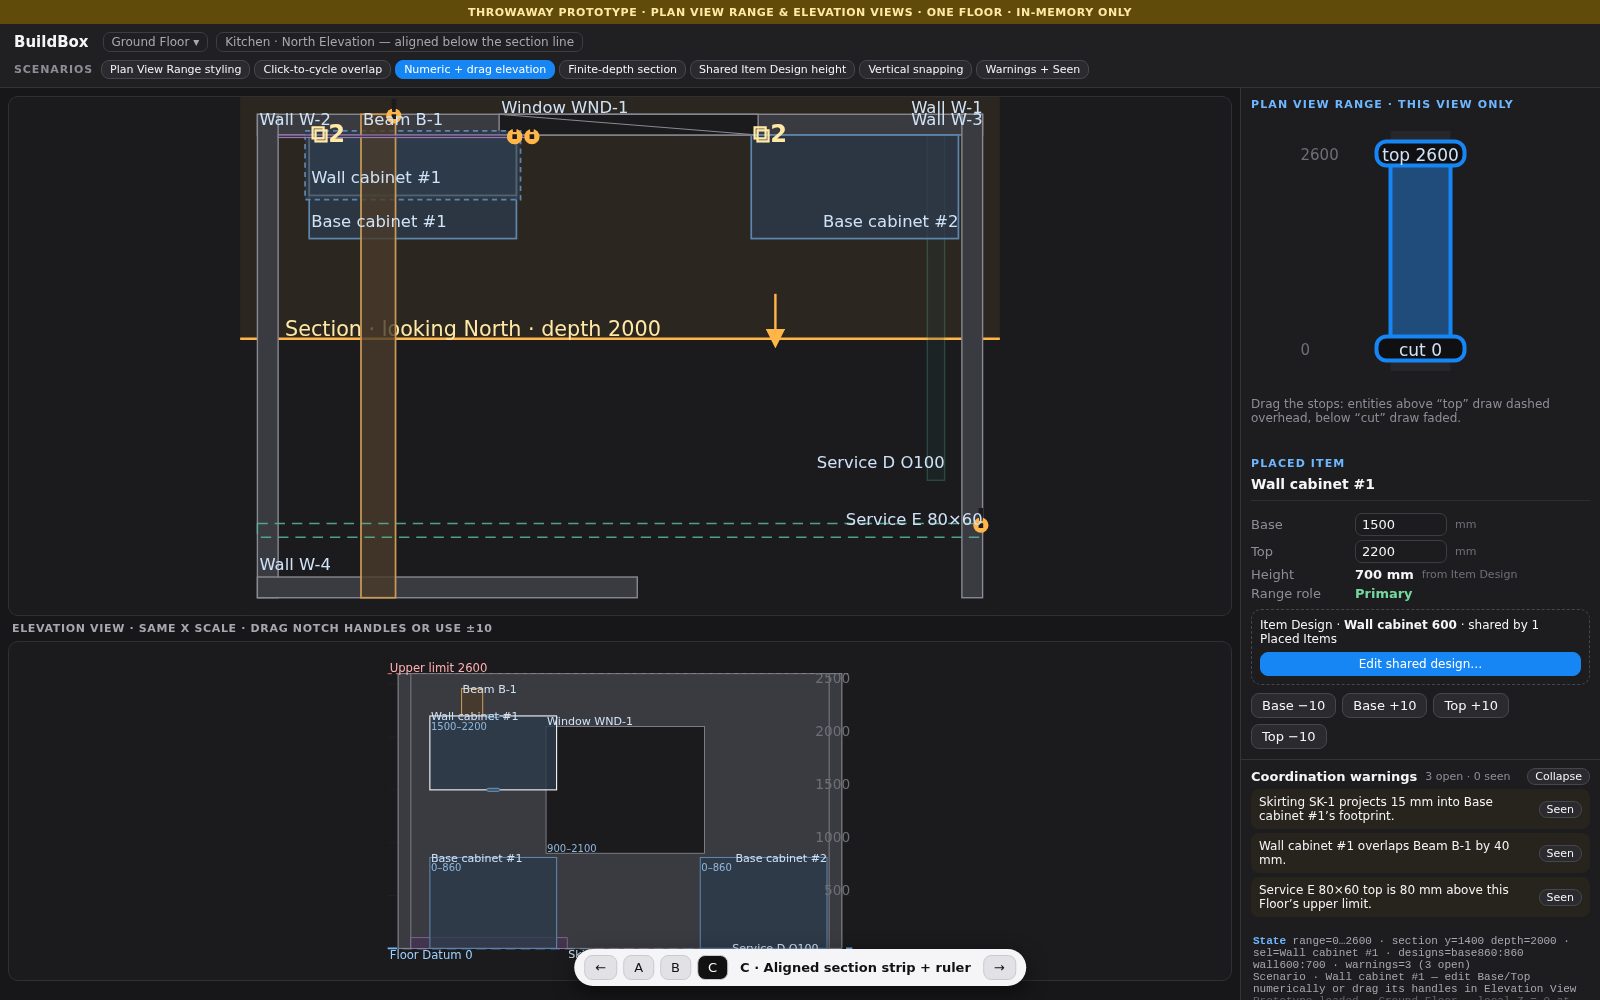 THROWAWAY PROTOTYPE · PLAN VIEW RANGE & ELEVATION VIEWS · ONE FLOOR · IN-MEMORY ONLY
BuildBox
Ground Floor ▾
Kitchen · North Elevation — aligned below the section line
SCENARIOS
Plan View Range styling
Click-to-cycle overlap
Numeric + drag elevation
Finite-depth section
Shared Item Design height
Vertical snapping
Warnings + Seen
Window WND-1
Wall W-1
Wall W-2
Beam B-1
Wall W-3
⧉2
⧉2
Wall cabinet #1
Base cabinet #1
Base cabinet #2
Section · looking North · depth 2000
Service D O100
Service E 80×60
Wall W-4
ELEVATION VIEW · SAME X SCALE · DRAG NOTCH HANDLES OR USE ±10
Upper limit 2600
2500
Beam B-1
Wall cabinet #1
1500–2200
Window WND-1
2000
1500
1000
900–2100
Base cabinet #1
0–860
Base cabinet #2
0–860
500
Service D O100
Floor Datum 0
← A B C C · Aligned section strip + ruler →
PLAN VIEW RANGE · THIS VIEW ONLY
2600
top 2600
0
cut 0
Drag the stops: entities above “top” draw dashed
overhead, below “cut” draw faded.
PLACED ITEM
Wall cabinet #1
Base 1500 mm
Top 2200 mm
Height 700 mm from Item Design
Range role Primary
Item Design · Wall cabinet 600 · shared by 1
Placed Items
Edit shared design…
Base −10
Base +10
Top +10
Top −10
Coordination warnings 3 open · 0 seen Collapse
Skirting SK-1 projects 15 mm into Base
cabinet #1’s footprint.
Seen
Wall cabinet #1 overlaps Beam B-1 by 40
mm.
Seen
Service E 80×60 top is 80 mm above this
Floor’s upper limit.
Seen
State range=0…2600 · section y=1400 depth=2000 ·
sel=Wall cabinet #1 · designs=base860:860
wall600:700 · warnings=3 (3 open)
Scenario · Wall cabinet #1 — edit Base/Top
numerically or drag its handles in Elevation View